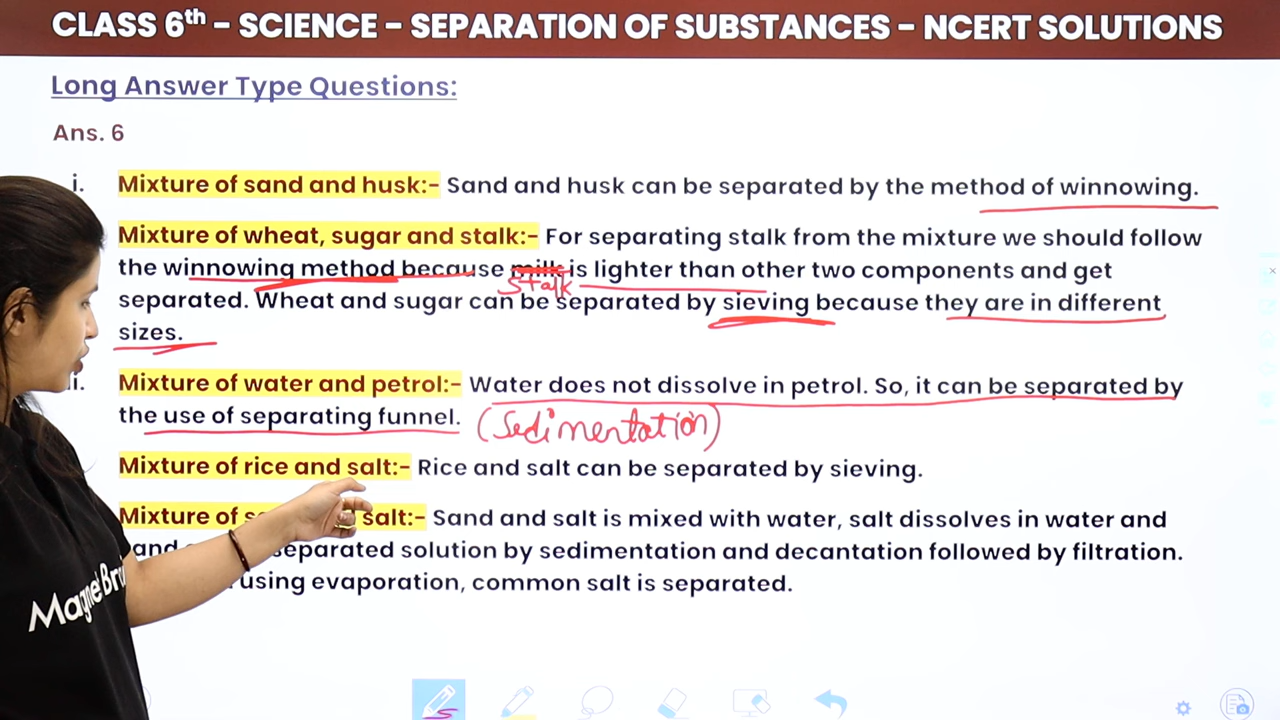 CLASS 6th – SCIENCE – SEPARATION OF SUBSTANCES – NCERT SOLUTIONS
Long Answer Type Questions:
Ans. 6
i. Mixture of sand and husk:- Sand and husk can be separated by the method of winnowing.
Mixture of wheat, sugar and stalk:- For separating stalk from the mixture we should follow
the winnowing method because milk is lighter than other two components and get
stalk
separated. Wheat and sugar can be separated by sieving because they are in different
sizes.
i. Mixture of water and petrol:- Water does not dissolve in petrol. So, it can be separated by
the use of separating funnel. (Sedimentation)
Mixture of rice and salt:- Rice and salt can be separated by sieving.
Mixture of salt:- Sand and salt is mixed with water, salt dissolves in water and
separated solution by sedimentation and decantation followed by filtration.
using evaporation, common salt is separated.
Magnet Br